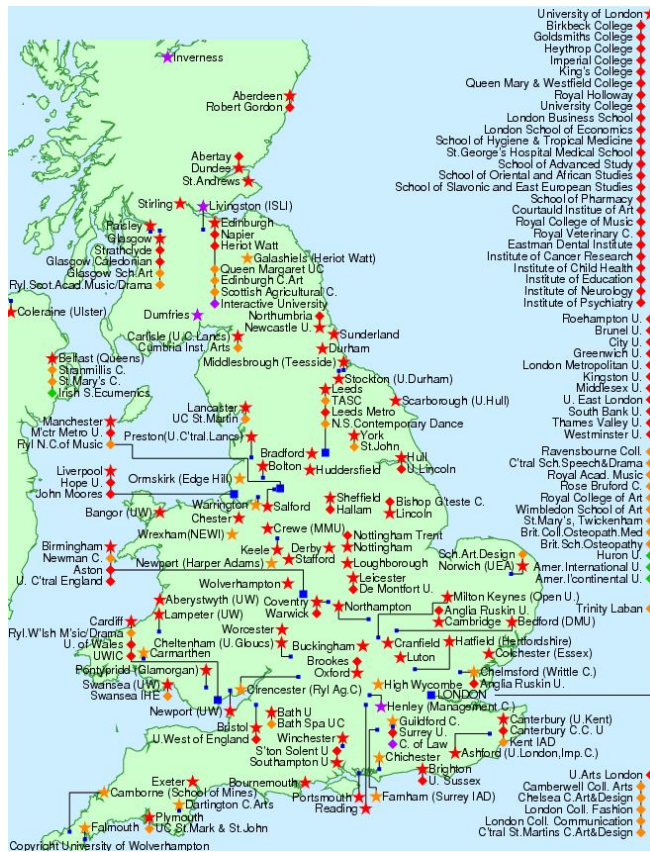 University of London
Birkbeck College
Goldsmiths College
Heythrop College
Imperial College
King's College
Queen Mary & Westfield College
Royal Holloway
University College
London Business School
London School of Economics
School of Hygiene & Tropical Medicine
St.George's Hospital Medical School
School of Advanced Study
School of Oriental and African Studies
School of Slavonic and East European Studies
School of Pharmacy
Courtauld Institue of Art
Royal College of Music
Royal Veterinary C.
Eastman Dental Institute
Institute of Cancer Research
Institute of Child Health
Institute of Education
Institute of Neurology
Institute of Psychiatry
Roehampton U.
Brunel U.
City U.
Greenwich U.
London Metropolitan U.
Kingston U.
Middlesex U.
U. East London
South Bank U.
Thames Valley U.
Westminster U.
Ravensbourne Coll.
C'tral Sch.Speech&Drama
Royal Acad. Music
Rose Bruford C.
Royal College of Art
Wimbledon School of Art
St.Mary's, Twickenham
Brit.Coll.Osteopath.Med
Brit.Sch.Osteopathy
Huron U.
Amer.International U.
Amer.I'continental U.
Trinity Laban
U.Arts London
Camberwell Coll. Arts
Chelsea C.Art&Design
London Coll. Fashion
London Coll. Communication
C'tral St.Martins C.Art&Design
Inverness
Aberdeen
Robert Gordon
Abertay
Dundee
St.Andrews
Stirling
Livingston (ISLI)
Paisley
Glasgow
Strathclyde
Glasgow Caledonian
Glasgow Sch.Art
Ryl.Scot.Acad.Music/Drama
Edinburgh
Napier
Heriot Watt
Galashiels (Heriot Watt)
Queen Margaret UC
Edinburgh C.Art
Scottish Agricultural C.
Interactive University
Coleraine (Ulster)
Dumfries
Northumbria
Newcastle U.
Sunderland
Carlisle (U.C.Lancs)
Cumbria Inst. Arts
Durham
Middlesbrough (Teesside)
Stockton (U.Durham)
Belfast (Queens)
Stranmillis C.
St.Mary's C.
Irish S.Ecumenics
Leeds
TASC
Leeds Metro
N.S.Contemporary Dance
Scarborough (U.Hull)
Lancaster
UC St.Martin
Manchester
M'ctr Metro U.
Ryl N.C.of Music
Preston(U.C'tral.Lancs)
York
St.John
Bradford
Bolton
Huddersfield
Hull
U.Lincoln
Liverpool
Hope U.
John Moores
Ormskirk (Edge Hill)
Warrington
Salford
Sheffield
Hallam
Bishop G'teste C.
Lincoln
Bangor (UW)
Chester
Crewe (MMU)
Wrexham(NEWI)
Nottingham Trent
Nottingham
Birmingham
Newman C.
Aston
U. C'tral England
Keele
Derby
Stafford
Newport (Harper Adams)
Loughborough
Sch.Art.Design
Norwich (UEA)
Wolverhampton
Leicester
De Montfort U.
Aberystwyth (UW)
Lampeter (UW)
Coventry
Warwick
Northampton
Milton Keynes (Open U.)
Anglia Ruskin U.
Cambridge
Bedford (DMU)
Cardiff
Ryl.W'lsh M'sic/Drama
U. of Wales
UWIC
Carmarthen
Worcester
Cheltenham (U.Gloucs)
Buckingham
Cranfield
Hatfield (Hertfordshire)
Luton
Colchester (Essex)
Pontypridd (Glamorgan)
Brookes
Oxford
Chelmsford (Writtle C.)
Anglia Ruskin U.
Swansea (UW)
Swansea IHE
Cirencester (Ryl Ag.C)
High Wycombe
LONDON
Henley (Management C.)
Newport (UW)
Bath U
Bath Spa UC
Bristol
U.West of England
Guildford C.
Surrey U.
C. of Law
Canterbury (U.Kent)
Canterbury C.C. U
Kent IAD
Winchester
S'ton Solent U
Southampton U
Chichester
Ashford (U.London,Imp.C.)
Brighton
U. Sussex
Exeter
Bournemouth
Portsmouth
Reading
Farnham (Surrey IAD)
Camborne (School of Mines)
Dartington C.Arts
Plymouth
UC St.Mark & St.John
Falmouth
Copyright University of Wolverhampton